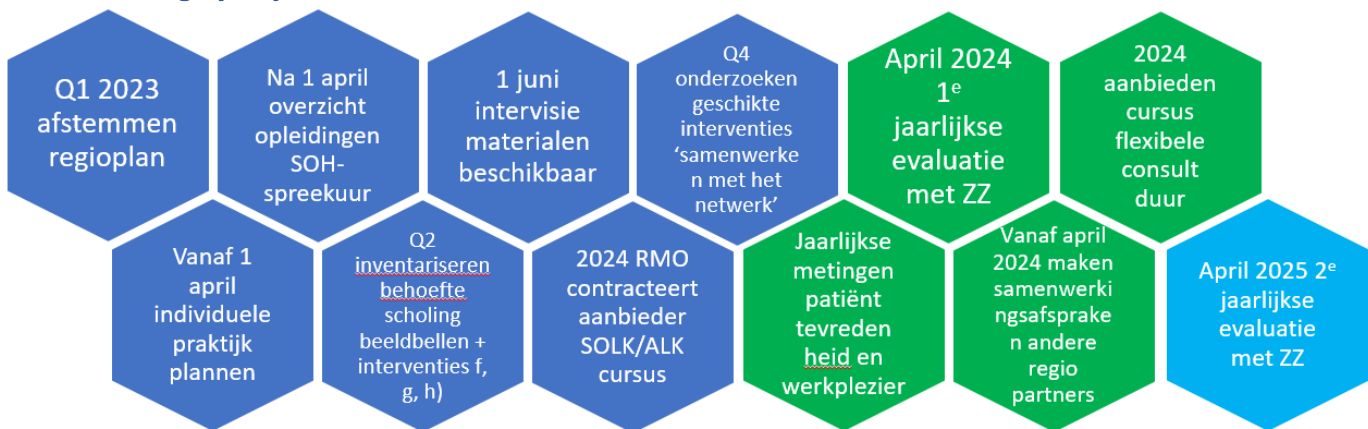 Q1 2023
afstemmen
regioplan
Na 1 april
overzicht
opleidingen
SOH-
spreekuur
1 juni
intervisie
materialen
beschikbaar
Q4
onderzoeken
geschikte
interventies
‘samenwerke
n met het
netwerk’
April 2024
1e
jaarlijkse
evaluatie
met ZZ
2024
aanbieden
cursus
flexibele
consult
duur
Vanaf 1
april
individuele
praktijk
plannen
Q2
inventariseren
behoefte
scholing
beeldbellen +
interventies f,
g, h)
2024 RMO
contracteert
aanbieder
SOLK/ALK
cursus
Jaarlijkse
metingen
patiënt
tevreden
heid en
werkplezier
Vanaf april
2024 maken
samenwerki
ngsafsprake
n andere
regio
partners
April 2025 2e
jaarlijkse
evaluatie
met ZZ